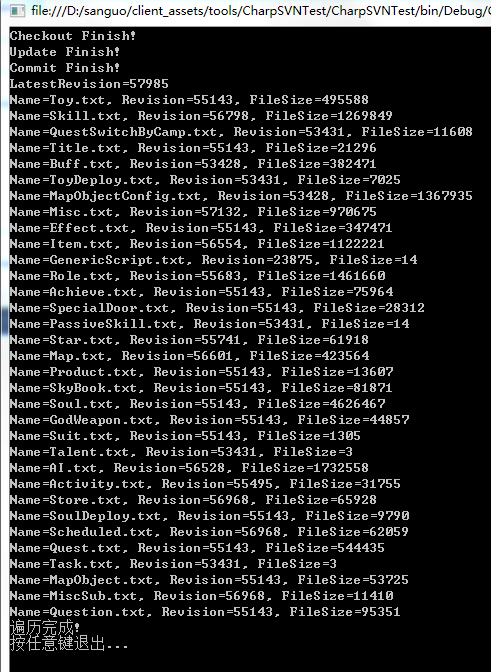 file:///D:/sanguo/client_assets/tools/CharpSVNTest/CharpSVNTest/bin/Debug/
Checkout Finish!
Update Finish!
Commit Finish!
LatestRevision=57985
Name=Toy.txt, Revision=55143, FileSize=495588
Name=Skill.txt, Revision=56798, FileSize=1269849
Name=QuestSwitchByCamp.txt, Revision=53431, FileSize=11608
Name=Title.txt, Revision=55143, FileSize=21296
Name=Buff.txt, Revision=53428, FileSize=382471
Name=ToyDeploy.txt, Revision=53431, FileSize=7025
Name=MapObjectConfig.txt, Revision=53428, FileSize=1367935
Name=Misc.txt, Revision=57132, FileSize=970675
Name=Effect.txt, Revision=55143, FileSize=347471
Name=Item.txt, Revision=56554, FileSize=1122221
Name=GenericScript.txt, Revision=23875, FileSize=14
Name=Role.txt, Revision=55683, FileSize=1461660
Name=Achieve.txt, Revision=55143, FileSize=75964
Name=SpecialDoor.txt, Revision=55143, FileSize=28312
Name=PassiveSkill.txt, Revision=53431, FileSize=14
Name=Star.txt, Revision=55741, FileSize=61918
Name=Map.txt, Revision=56601, FileSize=423564
Name=Product.txt, Revision=55143, FileSize=13607
Name=SkyBook.txt, Revision=55143, FileSize=81871
Name=Soul.txt, Revision=55143, FileSize=4626467
Name=GodWeapon.txt, Revision=55143, FileSize=44857
Name=Suit.txt, Revision=55143, FileSize=1305
Name=Talent.txt, Revision=53431, FileSize=3
Name=AI.txt, Revision=56528, FileSize=1732558
Name=Activity.txt, Revision=55495, FileSize=31755
Name=Store.txt, Revision=56968, FileSize=65928
Name=SoulDeploy.txt, Revision=55143, FileSize=9790
Name=Scheduled.txt, Revision=56968, FileSize=62059
Name=Quest.txt, Revision=55143, FileSize=544435
Name=Task.txt, Revision=53431, FileSize=3
Name=MapObject.txt, Revision=55143, FileSize=53725
Name=MiscSub.txt, Revision=56968, FileSize=11410
Name=Question.txt, Revision=55143, FileSize=95351
遍历完成!
按任意键退出...